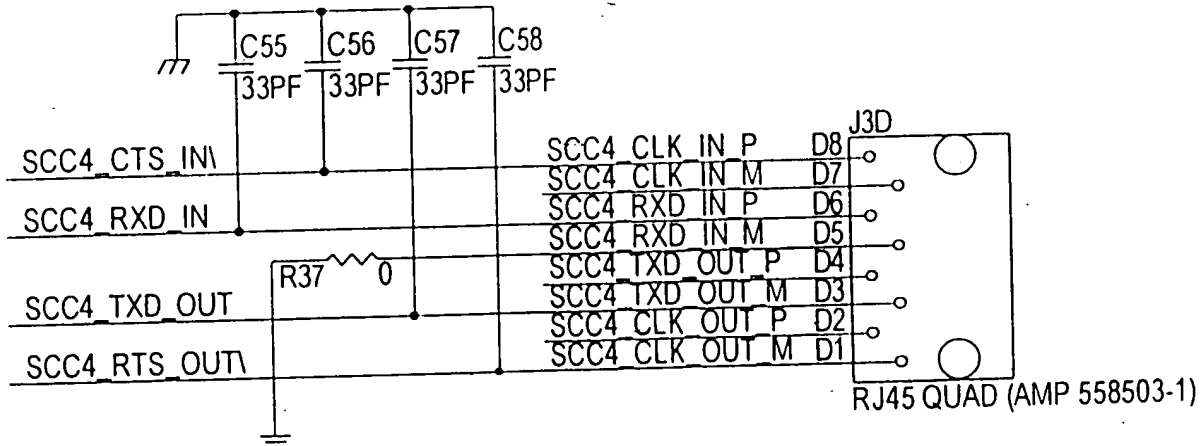 C55
33PF
C56
33PF
C57
33PF
C58
33PF
J3D
SCC4_CTS_IN\
SCC4_RXD_IN
R37 0
SCC4_TXD_OUT
SCC4_RTS_OUT\
SCC4_CLK_IN_P D8
SCC4_CLK_IN_M D7
SCC4_RXD_IN_P D6
SCC4_RXD_IN_M D5
SCC4_TXD_OUT_P D4
SCC4_TXD_OUT_M D3
SCC4_CLK_OUT_P D2
SCC4_CLK_OUT_M D1
RJ45 QUAD (AMP 558503-1)